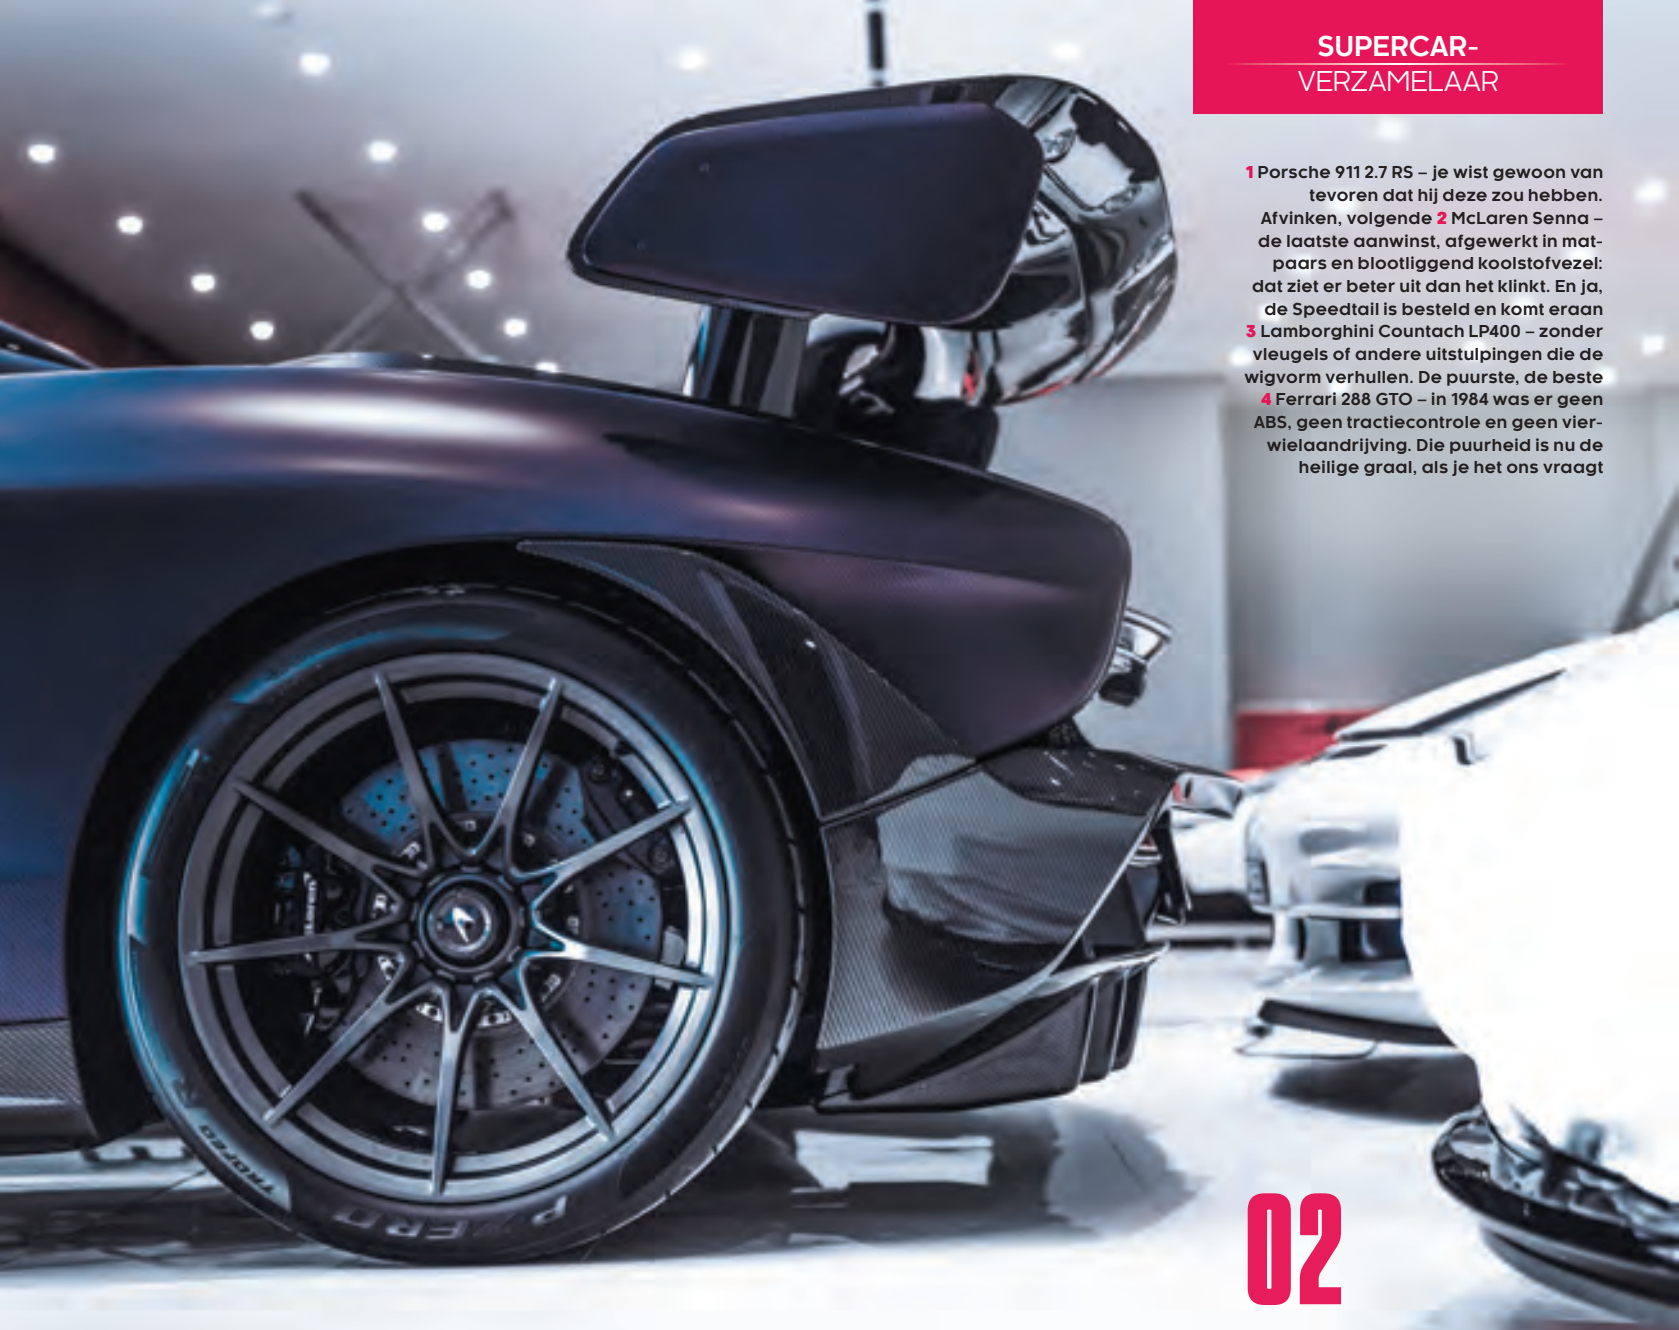 SUPERCAR-
VERZAMELAAR
1 Porsche 911 2.7 RS – je wist gewoon van
tevoren dat hij deze zou hebben.
Afvinken, volgende 2 McLaren Senna –
de laatste aanwinst, afgewerkt in mat-
paars en blootliggend koolstofvezel:
dat ziet er beter uit dan het klinkt. En ja,
de Speedtail is besteld en komt eraan
3 Lamborghini Countach LP400 – zonder
vleugels of andere uitstulpingen die de
wigvorm verhullen. De puurste, de beste
4 Ferrari 288 GTO – in 1984 was er geen
ABS, geen tractiecontrole en geen vier-
wielaandrijving. Die puurheid is nu de
heilige graal, als je het ons vraagt
McLaren
TROFEO
P ZERO
02